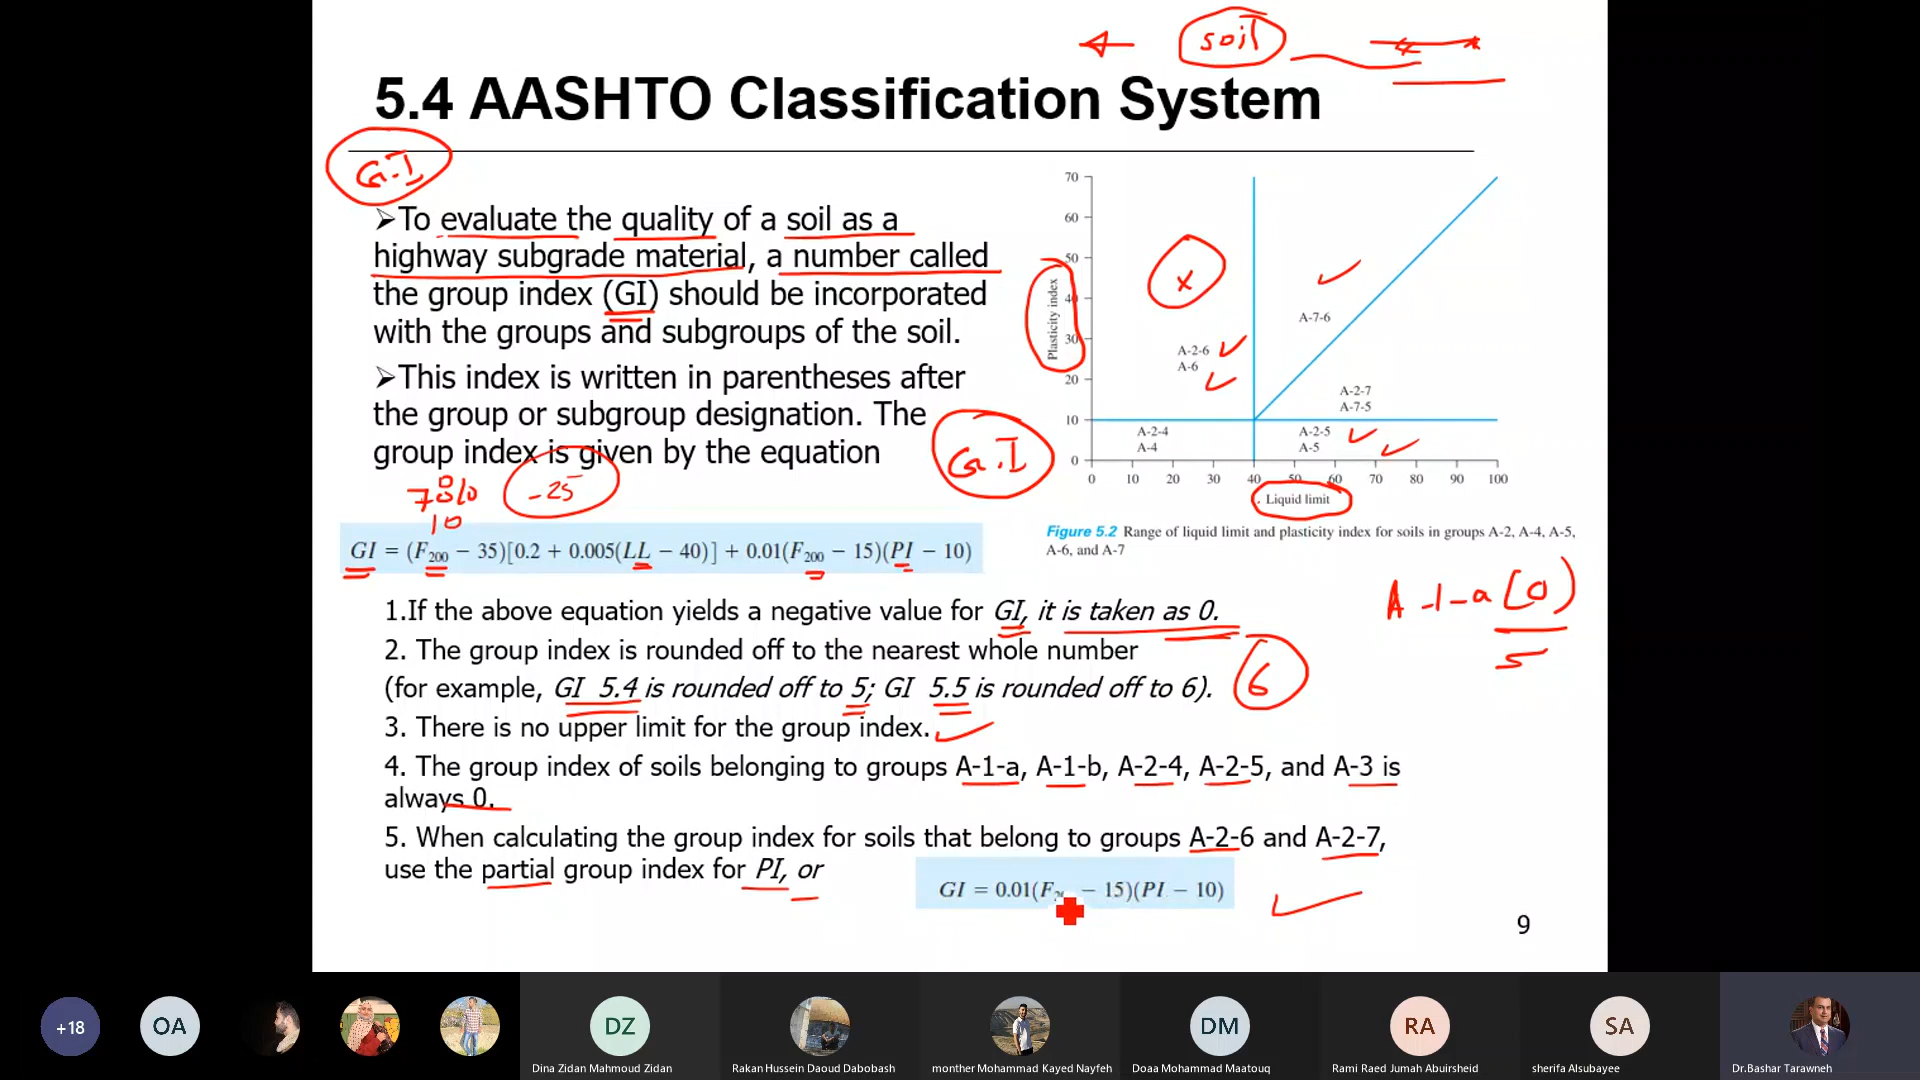 soil
5.4 AASHTO Classification System
G.I
➢To evaluate the quality of a soil as a
highway subgrade material, a number called
the group index (GI) should be incorporated
with the groups and subgroups of the soil.
➢This index is written in parentheses after
the group or subgroup designation. The
group index is given by the equation
G.I
-25
10
GI = (F200 − 35)[0.2 + 0.005(LL − 40)] + 0.01(F200 − 15)(PI − 10)
70
60
50
40
30
20
10
0
Plasticity index
x
A-7-6
A-2-6
A-6
A-2-7
A-7-5
A-2-4
A-4
A-2-5
A-5
0 10 20 30 40 50 60 70 80 90 100
Liquid limit
Figure 5.2 Range of liquid limit and plasticity index for soils in groups A-2, A-4, A-5,
A-6, and A-7
A-1-a (0)
5
1.If the above equation yields a negative value for GI, it is taken as 0.
2. The group index is rounded off to the nearest whole number
(for example, GI 5.4 is rounded off to 5; GI 5.5 is rounded off to 6).
6
3. There is no upper limit for the group index.
4. The group index of soils belonging to groups A-1-a, A-1-b, A-2-4, A-2-5, and A-3 is
always 0.
5. When calculating the group index for soils that belong to groups A-2-6 and A-2-7,
use the partial group index for PI, or
GI = 0.01(F − 15)(PI − 10)
9
+18
OA
DZ
DM
RA
SA
Dina Zidan Mahmoud Zidan
Rakan Hussein Daoud Dabobash
monther Mohammad Kayed Nayfeh
Doaa Mohammad Maatouq
Rami Raed Jumah Abuirsheid
sherifa Alsubayee
Dr.Bashar Tarawneh